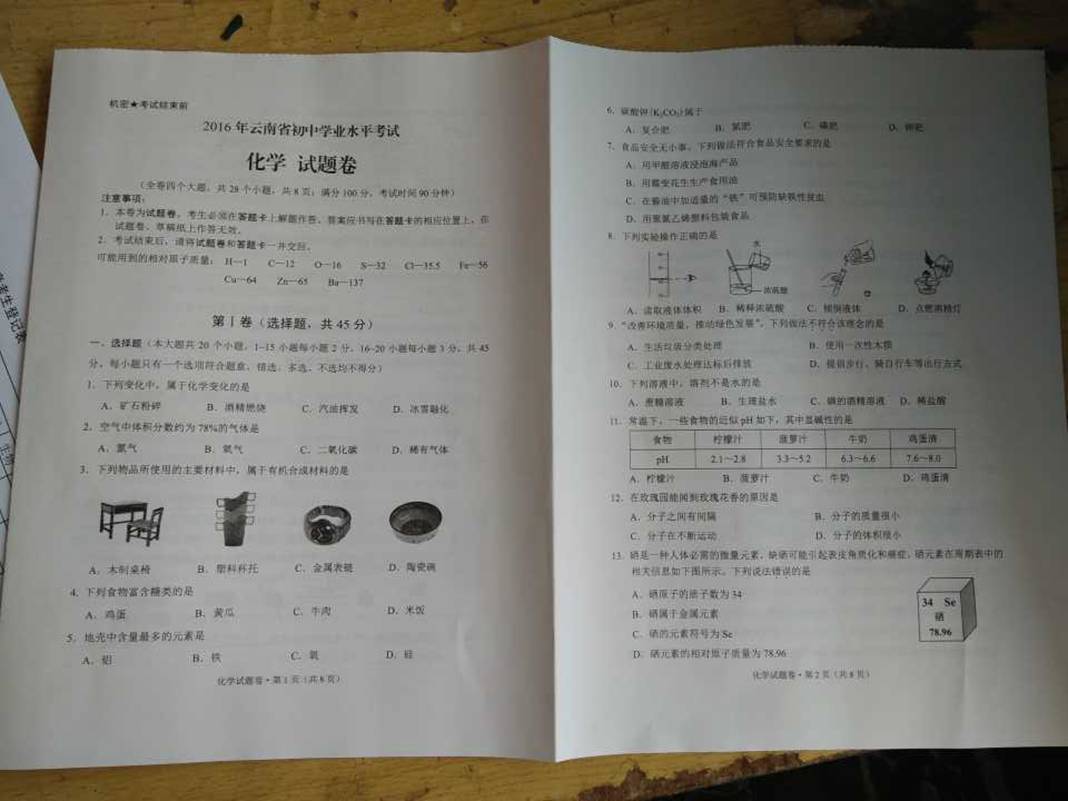 机密★考试结束前
2016年云南省初中学业水平考试
化学 试题卷
（全卷四个大题，共28个小题，共8页；满分100分，考试时间90分钟）
注意事项：
1．本卷为试题卷。考生必须在答题卡上解题作答。答案应书写在答题卡的相应位置上，在
试题卷、草稿纸上作答无效。
2．考试结束后，请将试题卷和答题卡一并交回。
可能用到的相对原子质量：H—1 C—12 O—16 S—32 Cl—35.5 Fe—56
Cu—64 Zn—65 Ba—137
第Ⅰ卷（选择题，共45分）
一、选择题（本大题共20个小题，1~15小题每小题2分，16~20小题每小题3分，共45
分。每小题只有一个选项符合题意，错选、多选、不选均不得分）
1．下列变化中，属于化学变化的是
A．矿石粉碎 B．酒精燃烧 C．汽油挥发 D．冰雪融化
2．空气中体积分数约为78%的气体是
A．氮气 B．氧气 C．二氧化碳 D．稀有气体
3．下列物品所使用的主要材料中，属于有机合成材料的是
A．木制桌椅 B．塑料杯托 C．金属表链 D．陶瓷碗
4．下列食物富含糖类的是
A．鸡蛋 B．黄瓜 C．牛肉 D．米饭
5．地壳中含量最多的元素是
A．铝 B．铁 C．氧 D．硅
化学试题卷·第1页（共8页）
6．碳酸钾(K₂CO₃)属于
A．复合肥 B．氮肥 C．磷肥 D．钾肥
7．食品安全无小事。下列做法符合食品安全要求的是
A．用甲醛溶液浸泡海产品
B．用霉变花生生产食用油
C．在酱油中加适量的“铁”可预防缺铁性贫血
D．用聚氯乙烯塑料包装食品
8．下列实验操作正确的是
水
浓硫酸
A．读取液体体积 B．稀释浓硫酸 C．倾倒液体 D．点燃酒精灯
9．“改善环境质量，推动绿色发展”。下列做法不符合该理念的是
A．生活垃圾分类处理 B．使用一次性木筷
C．工业废水处理达标后排放 D．提倡步行、骑自行车等出行方式
10．下列溶液中，溶剂不是水的是
A．蔗糖溶液 B．生理盐水 C．碘的酒精溶液 D．稀盐酸
11．常温下，一些食物的近似pH如下，其中显碱性的是
食物 柠檬汁 菠萝汁 牛奶 鸡蛋清
pH 2.1～2.8 3.3～5.2 6.3～6.6 7.6～8.0
A．柠檬汁 B．菠萝汁 C．牛奶 D．鸡蛋清
12．在玫瑰园能闻到玫瑰花香的原因是
A．分子之间有间隔 B．分子的质量很小
C．分子在不断运动 D．分子的体积很小
13．硒是一种人体必需的微量元素，缺硒可能引起表皮角质化和癌症。硒元素在周期表中的
相关信息如下图所示。下列说法错误的是
A．硒原子的质子数为34
B．硒属于金属元素
C．硒的元素符号为Se
D．硒元素的相对原子质量为78.96
34 Se
硒
78.96
化学试题卷·第2页（共8页）